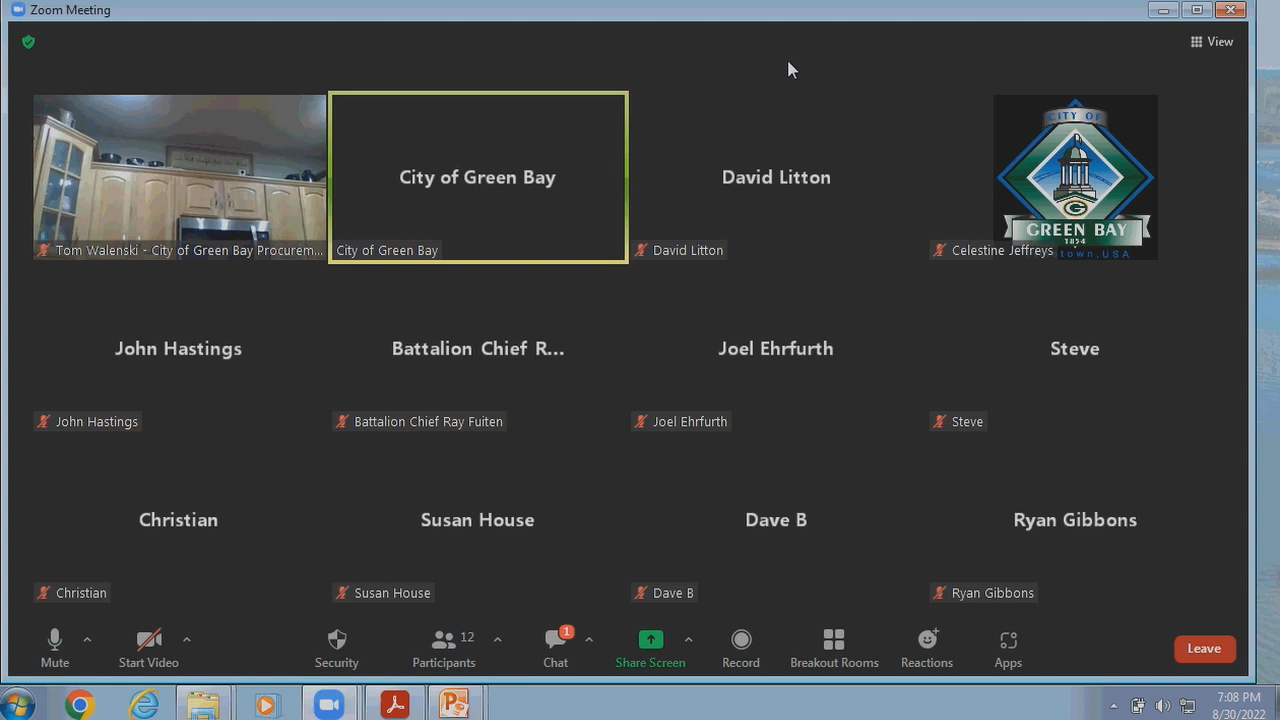 Zoom Meeting
View
City of Green Bay
David Litton
CITY OF
GREEN BAY
1854
town.USA
Tom Walenski - City of Green Bay Procurem...
City of Green Bay
David Litton
Celestine Jeffreys
John Hastings
Battalion Chief R...
Joel Ehrfurth
Steve
John Hastings
Battalion Chief Ray Fuiten
Joel Ehrfurth
Steve
Christian
Susan House
Dave B
Ryan Gibbons
Christian
Susan House
Dave B
Ryan Gibbons
12
1
Mute
Start Video
Security
Participants
Chat
Share Screen
Record
Breakout Rooms
Reactions
Apps
Leave
7:08 PM
8/30/2022